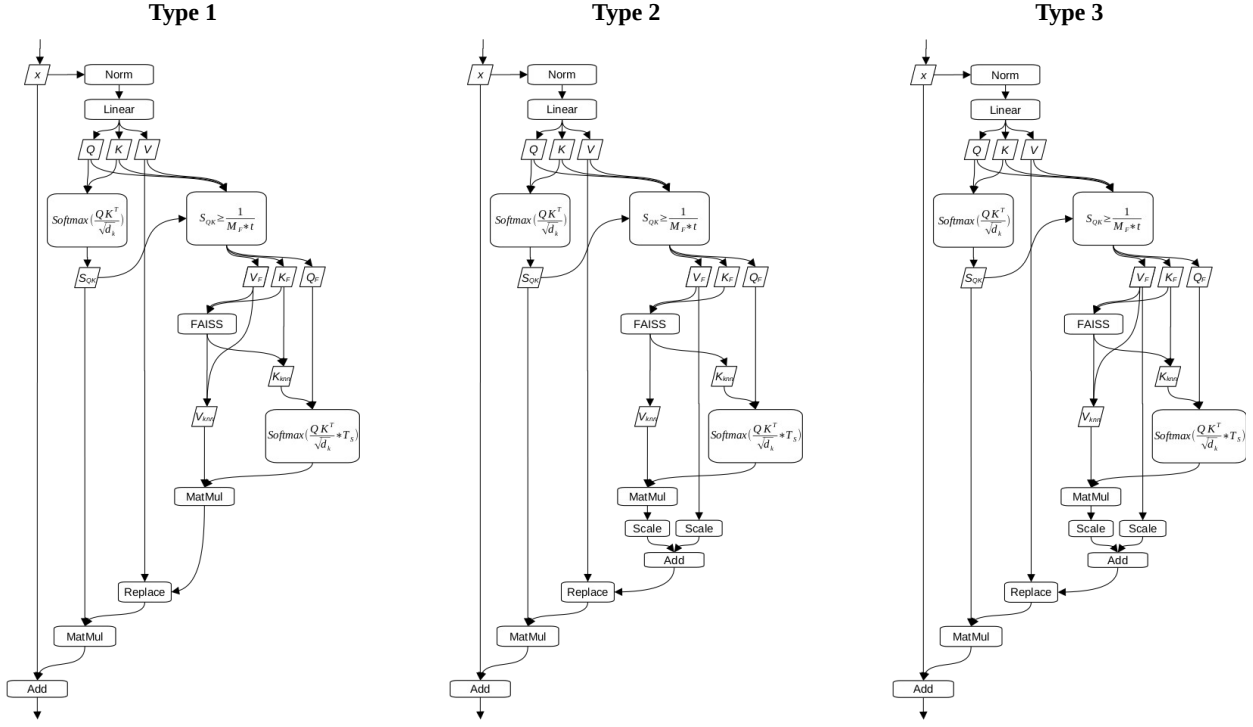 Type 1
x
Norm
Linear
Q K V
Softmax(QK^T/√d_k)
S_QK ≥ 1/(M_F*t)
S_QK
V_F K_F Q_F
FAISS
K_knn
V_knn
Softmax(QK^T/√d_k *T_S)
MatMul
Replace
MatMul
Add
Type 2
x
Norm
Linear
Q K V
Softmax(QK^T/√d_k)
S_QK ≥ 1/(M_F*t)
S_QK
V_F K_F Q_F
FAISS
K_knn
V_knn
Softmax(QK^T/√d_k *T_S)
MatMul
Scale Scale
Add
Replace
MatMul
Add
Type 3
x
Norm
Linear
Q K V
Softmax(QK^T/√d_k)
S_QK ≥ 1/(M_F*t)
S_QK
V_F K_F Q_F
FAISS
K_knn
V_knn
Softmax(QK^T/√d_k *T_S)
MatMul
Scale Scale
Add
Replace
MatMul
Add